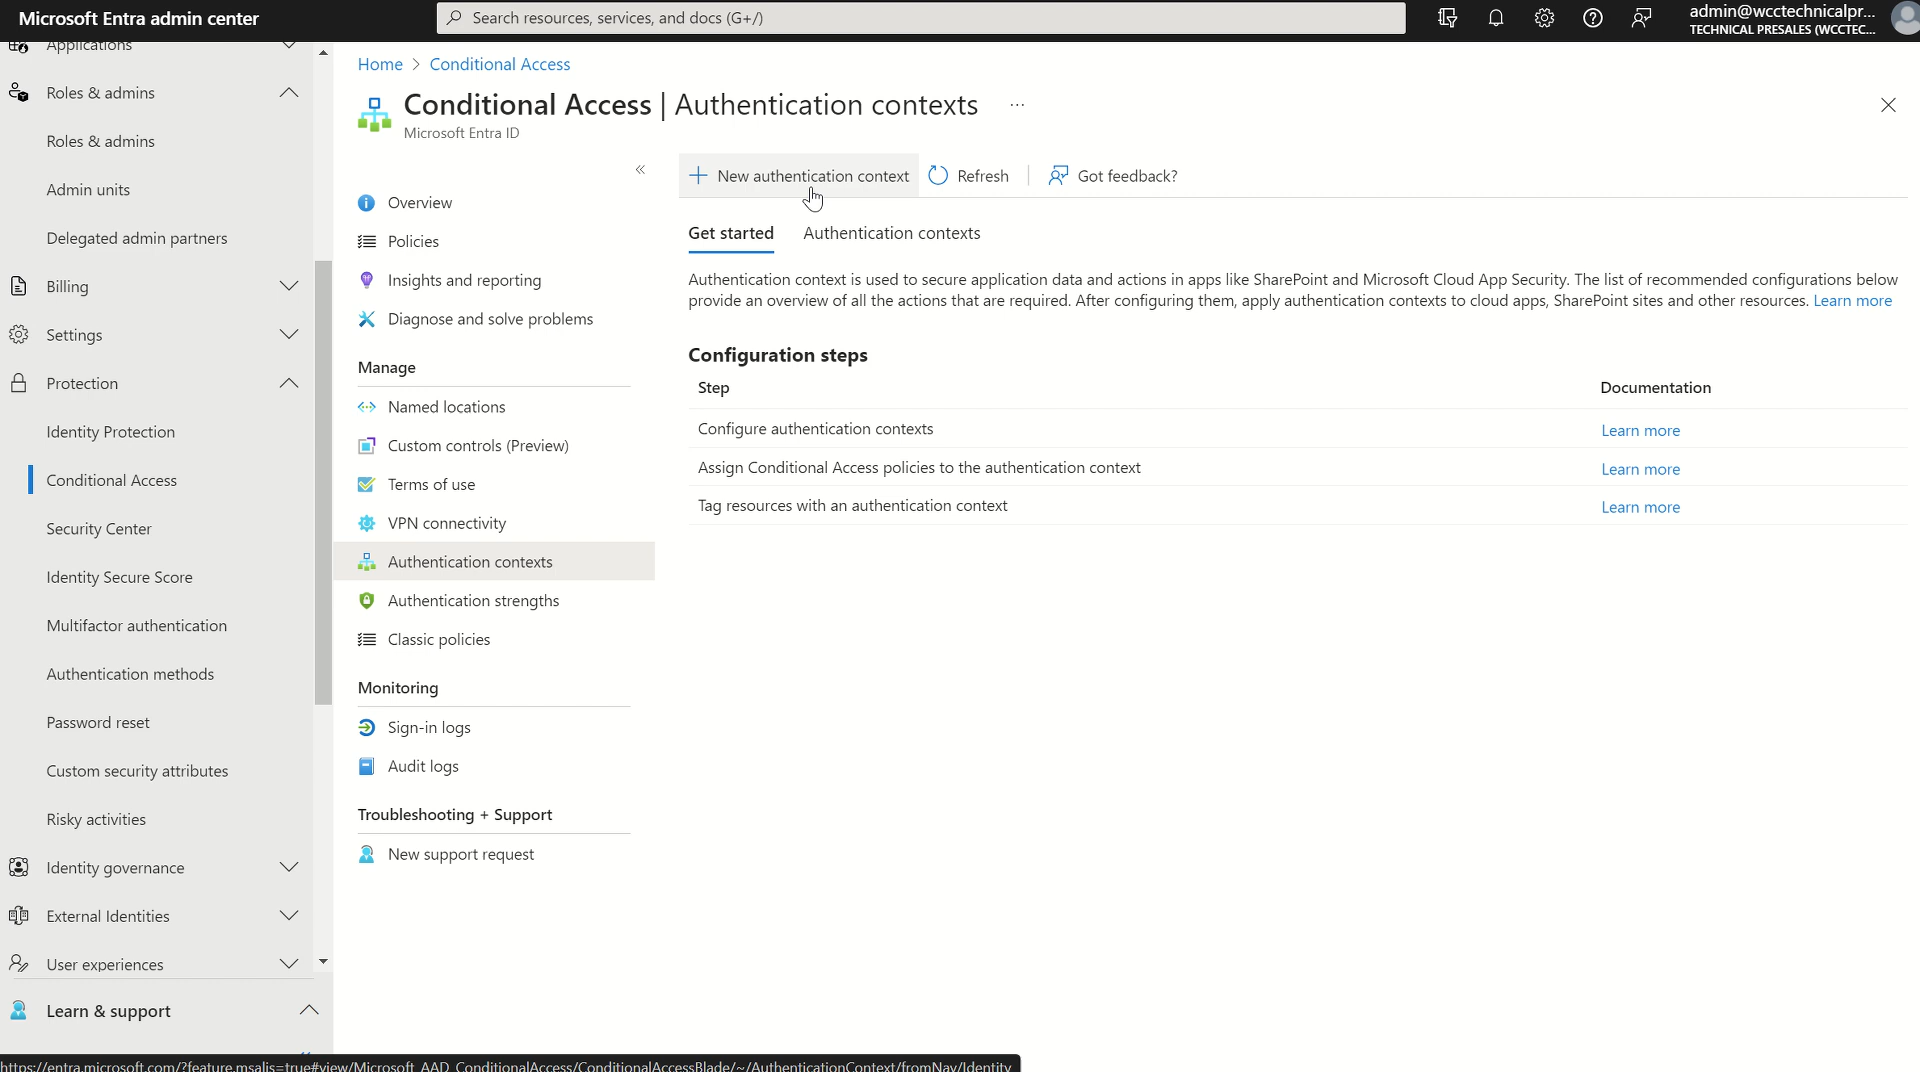 Microsoft Entra admin center
Search resources, services, and docs (G+/)
admin@wcctechnicalpr...
TECHNICAL PRESALES (WCCTEC...
Applications
Roles & admins
Roles & admins
Admin units
Delegated admin partners
Billing
Settings
Protection
Identity Protection
Conditional Access
Security Center
Identity Secure Score
Multifactor authentication
Authentication methods
Password reset
Custom security attributes
Risky activities
Identity governance
External Identities
User experiences
Learn & support
Home > Conditional Access
Conditional Access | Authentication contexts ...
Microsoft Entra ID
Overview
Policies
Insights and reporting
Diagnose and solve problems
Manage
Named locations
Custom controls (Preview)
Terms of use
VPN connectivity
Authentication contexts
Authentication strengths
Classic policies
Monitoring
Sign-in logs
Audit logs
Troubleshooting + Support
New support request
New authentication context Refresh Got feedback?
Get started Authentication contexts
Authentication context is used to secure application data and actions in apps like SharePoint and Microsoft Cloud App Security. The list of recommended configurations below
provide an overview of all the actions that are required. After configuring them, apply authentication contexts to cloud apps, SharePoint sites and other resources. Learn more
Configuration steps
Step Documentation
Configure authentication contexts Learn more
Assign Conditional Access policies to the authentication context Learn more
Tag resources with an authentication context Learn more
https://entra.microsoft.com/?feature.msaljs=true#view/Microsoft_AAD_ConditionalAccess/ConditionalAccessBlade/~/AuthenticationContext/fromNav/Identity